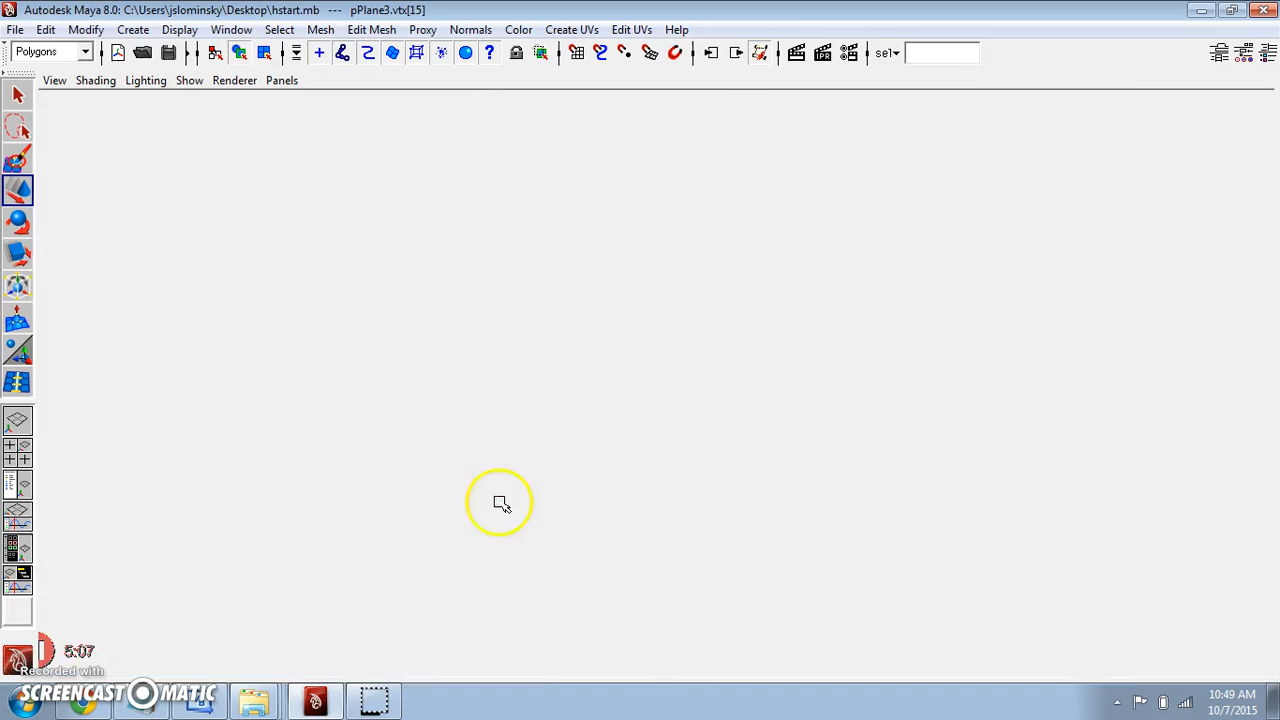 Autodesk Maya 8.0: C:\Users\jslominsky\Desktop\hstart.mb   ---   pPlane3.vtx[15]
File Edit Modify Create Display Window Select Mesh Edit Mesh Proxy Normals Color Create UVs Edit UVs Help
Polygons IPR sel
View Shading Lighting Show Renderer Panels
5:07
Recorded with
SCREENCAST MATIC
10:49 AM
10/7/2015